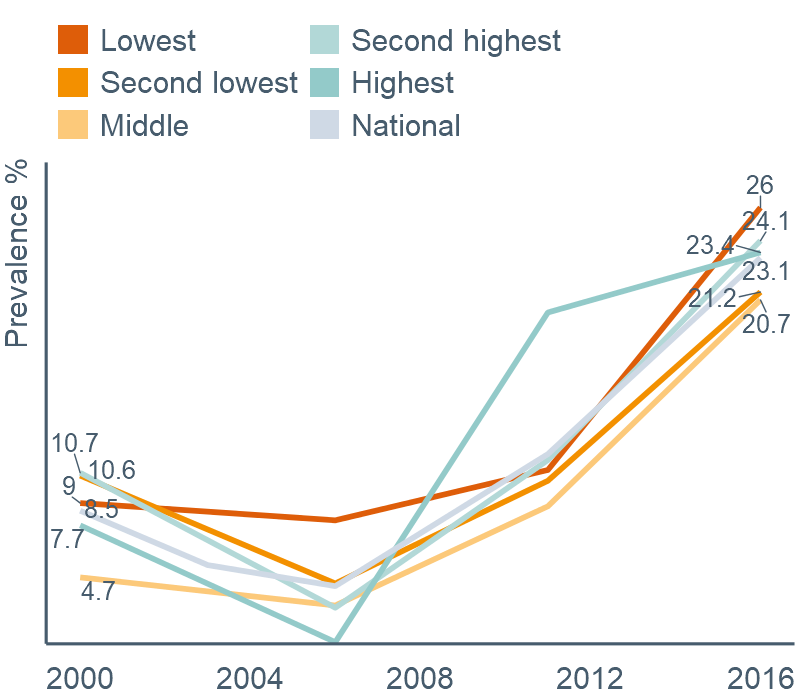 Lowest
Second highest
Second lowest
Highest
Middle
National
Prevalence %
26
24.1
23.4
23.1
21.2
20.7
10.7
10.6
9
8.5
7.7
4.7
2000
2004
2008
2012
2016